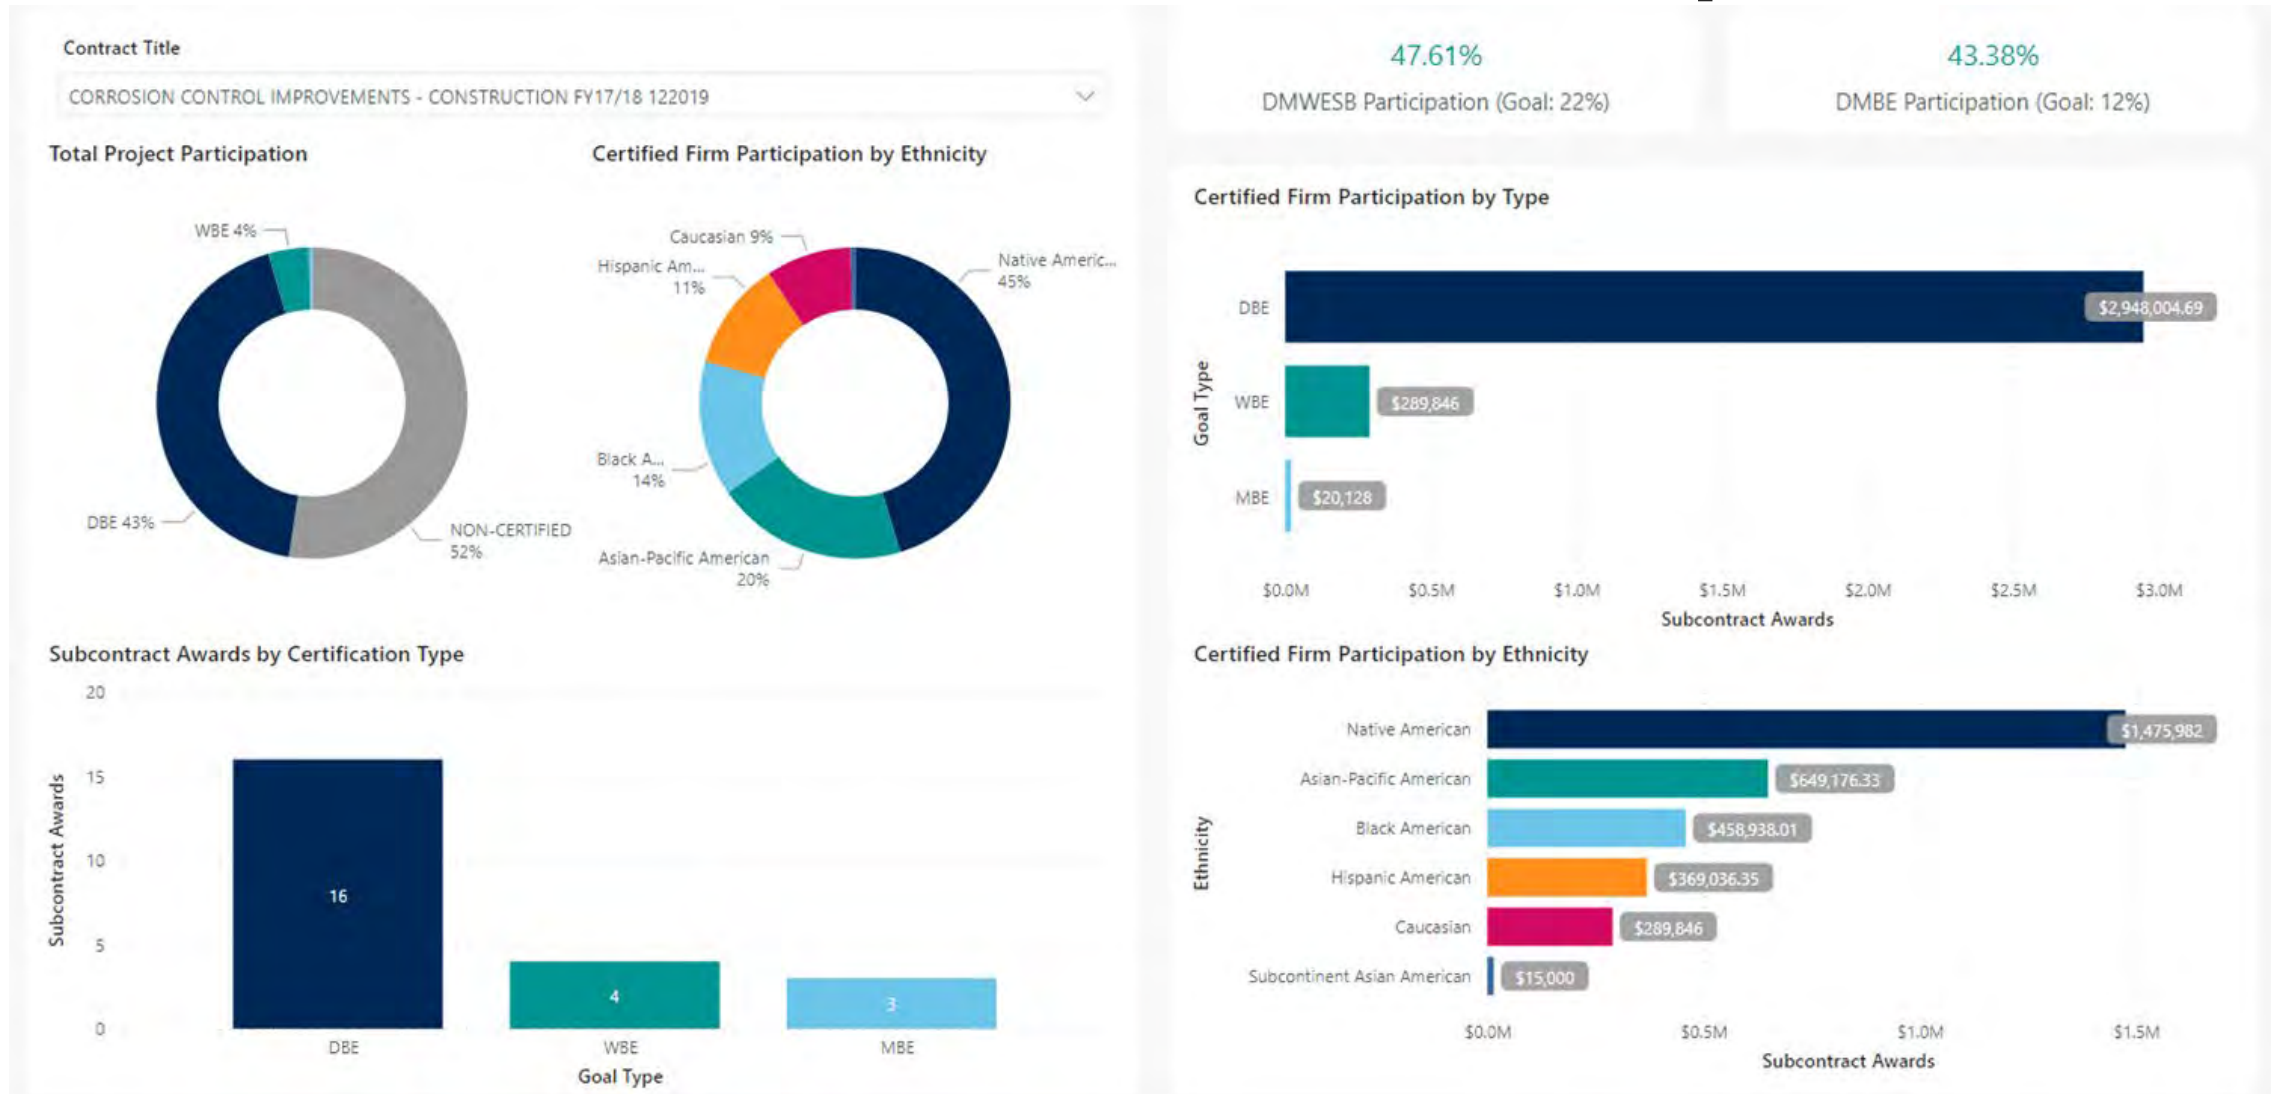 Contract Title
CORROSION CONTROL IMPROVEMENTS - CONSTRUCTION FY17/18 122019
47.61%
DMWESB Participation (Goal: 22%)
43.38%
DMBE Participation (Goal: 12%)
Total Project Participation
WBE 4%
DBE 43%
NON-CERTIFIED
52%
Certified Firm Participation by Ethnicity
Caucasian 9%
Hispanic Am...
11%
Native Americ...
45%
Black A...
14%
Asian-Pacific American
20%
Certified Firm Participation by Type
Goal Type
DBE
$2,948,004.69
WBE
$289,846
MBE
$20,128
$0.0M $0.5M $1.0M $1.5M $2.0M $2.5M $3.0M
Subcontract Awards
Subcontract Awards by Certification Type
Subcontract Awards
20
15
10
5
0
16
4
3
DBE WBE MBE
Goal Type
Certified Firm Participation by Ethnicity
Ethnicity
Native American
$1,475,982
Asian-Pacific American
$649,176.33
Black American
$458,938.01
Hispanic American
$369,036.35
Caucasian
$289,846
Subcontinent Asian American
$15,000
$0.0M $0.5M $1.0M $1.5M
Subcontract Awards